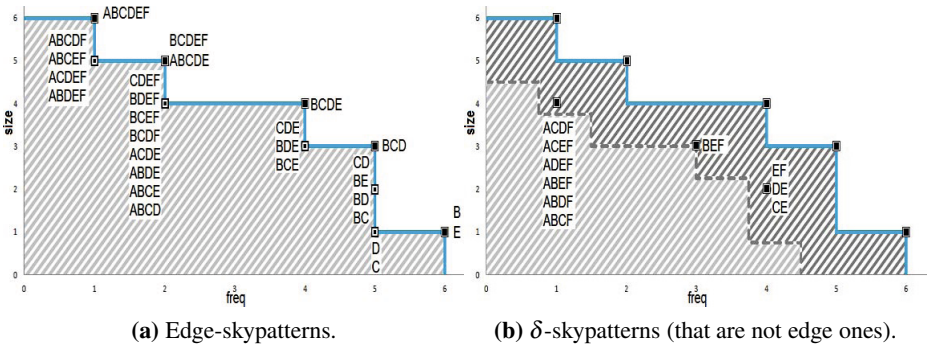 6
ABCDEF
ABCDF
ABCEF
ACDEF
ABDEF
5
BCDEF
ABCDE
4
CDEF
BDEF
BCEF
BCDF
ACDE
ABDE
ABCE
ABCD
BCDE
size
3
CDE
BDE
BCE
BCD
2
CD
BE
BD
BC
1
B
E
D
C
0
0 1 2 3 4 5 6
freq
(a) Edge-skypatterns.
6
5
4
ACDF
ACEF
ADEF
ABEF
ABDF
ABCF
size
3
BEF
2
EF
DE
CE
1
0
0 1 2 3 4 5 6
freq
(b) δ-skypatterns (that are not edge ones).